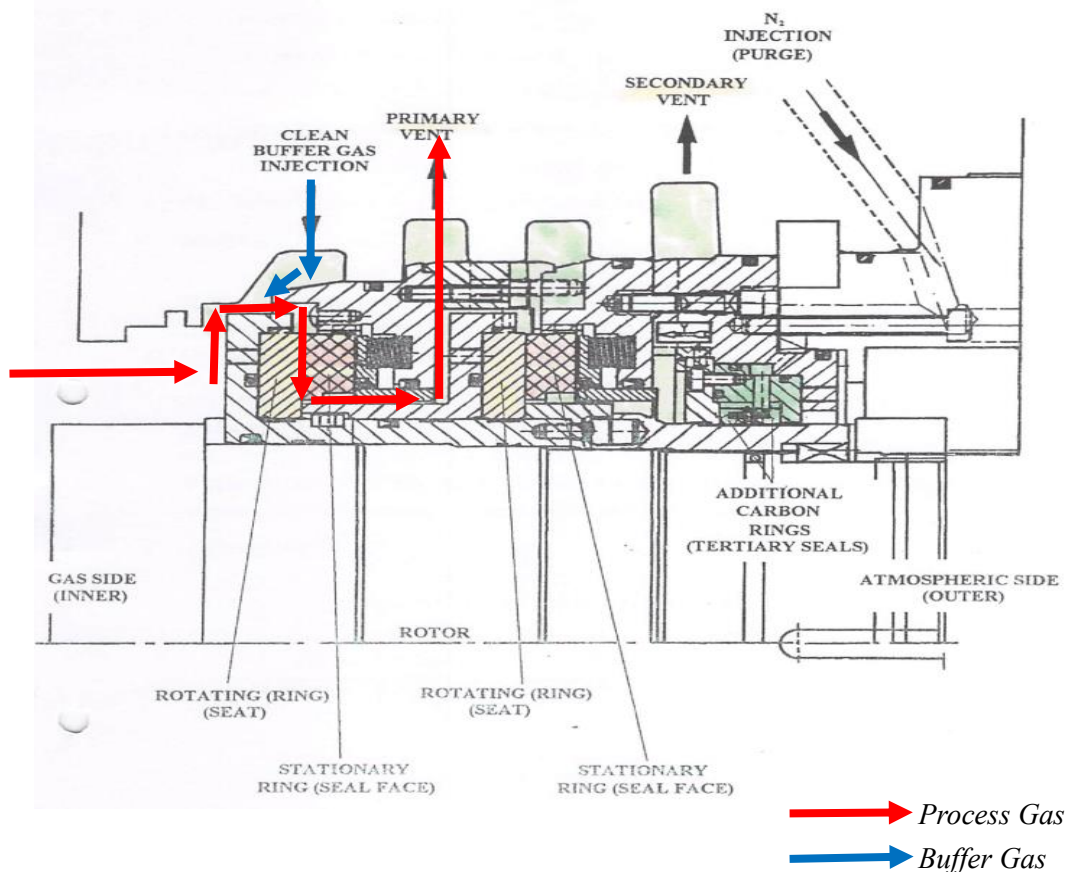 N₂
INJECTION
(PURGE)
SECONDARY
VENT
PRIMARY
VENT
CLEAN
BUFFER GAS
INJECTION
ADDITIONAL
CARBON
RINGS
(TERTIARY SEALS)
GAS SIDE
(INNER)
ATMOSPHERIC SIDE
(OUTER)
ROTOR
ROTATING (RING)
(SEAT)
ROTATING (RING)
(SEAT)
STATIONARY
RING (SEAL FACE)
STATIONARY
RING (SEAL FACE)
Process Gas
Buffer Gas